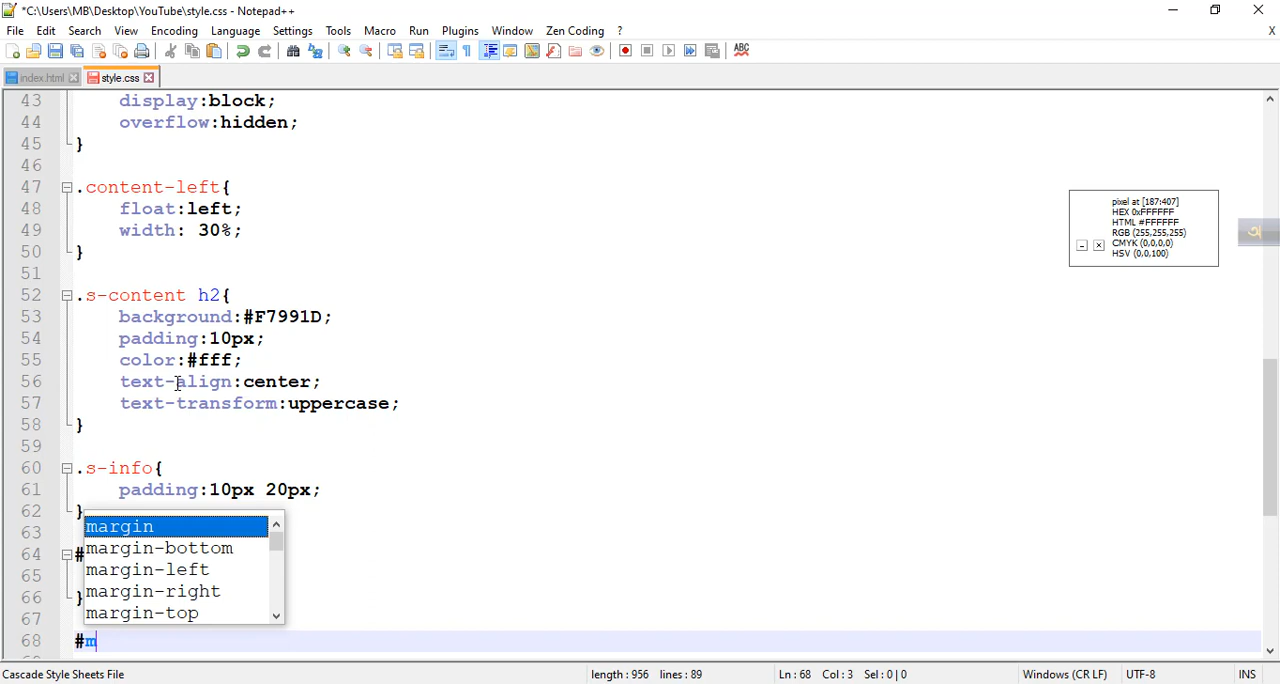 *C:\Users\MB\Desktop\YouTube\style.css - Notepad++
File Edit Search View Encoding Language Settings Tools Macro Run Plugins Window Zen Coding ? X
ABC
index.html style.css
43 display:block;
44 overflow:hidden;
45 }
46
47 .content-left{
48 float:left;
49 width: 30%;
50 }
51
52 .s-content h2{
53 background:#F7991D;
54 padding:10px;
55 color:#fff;
56 text-align:center;
57 text-transform:uppercase;
58 }
59
60 .s-info{
61 padding:10px 20px;
62 }
63
64 #
65
66 }
67
68 #m
margin
margin-bottom
margin-left
margin-right
margin-top
pixel at [187:407]
HEX 0xFFFFFF
HTML #FFFFFF
RGB (255,255,255)
CMYK (0,0,0,0)
HSV (0,0,100)
অ
Cascade Style Sheets File length : 956 lines : 89 Ln : 68 Col : 3 Sel : 0 | 0 Windows (CR LF) UTF-8 INS